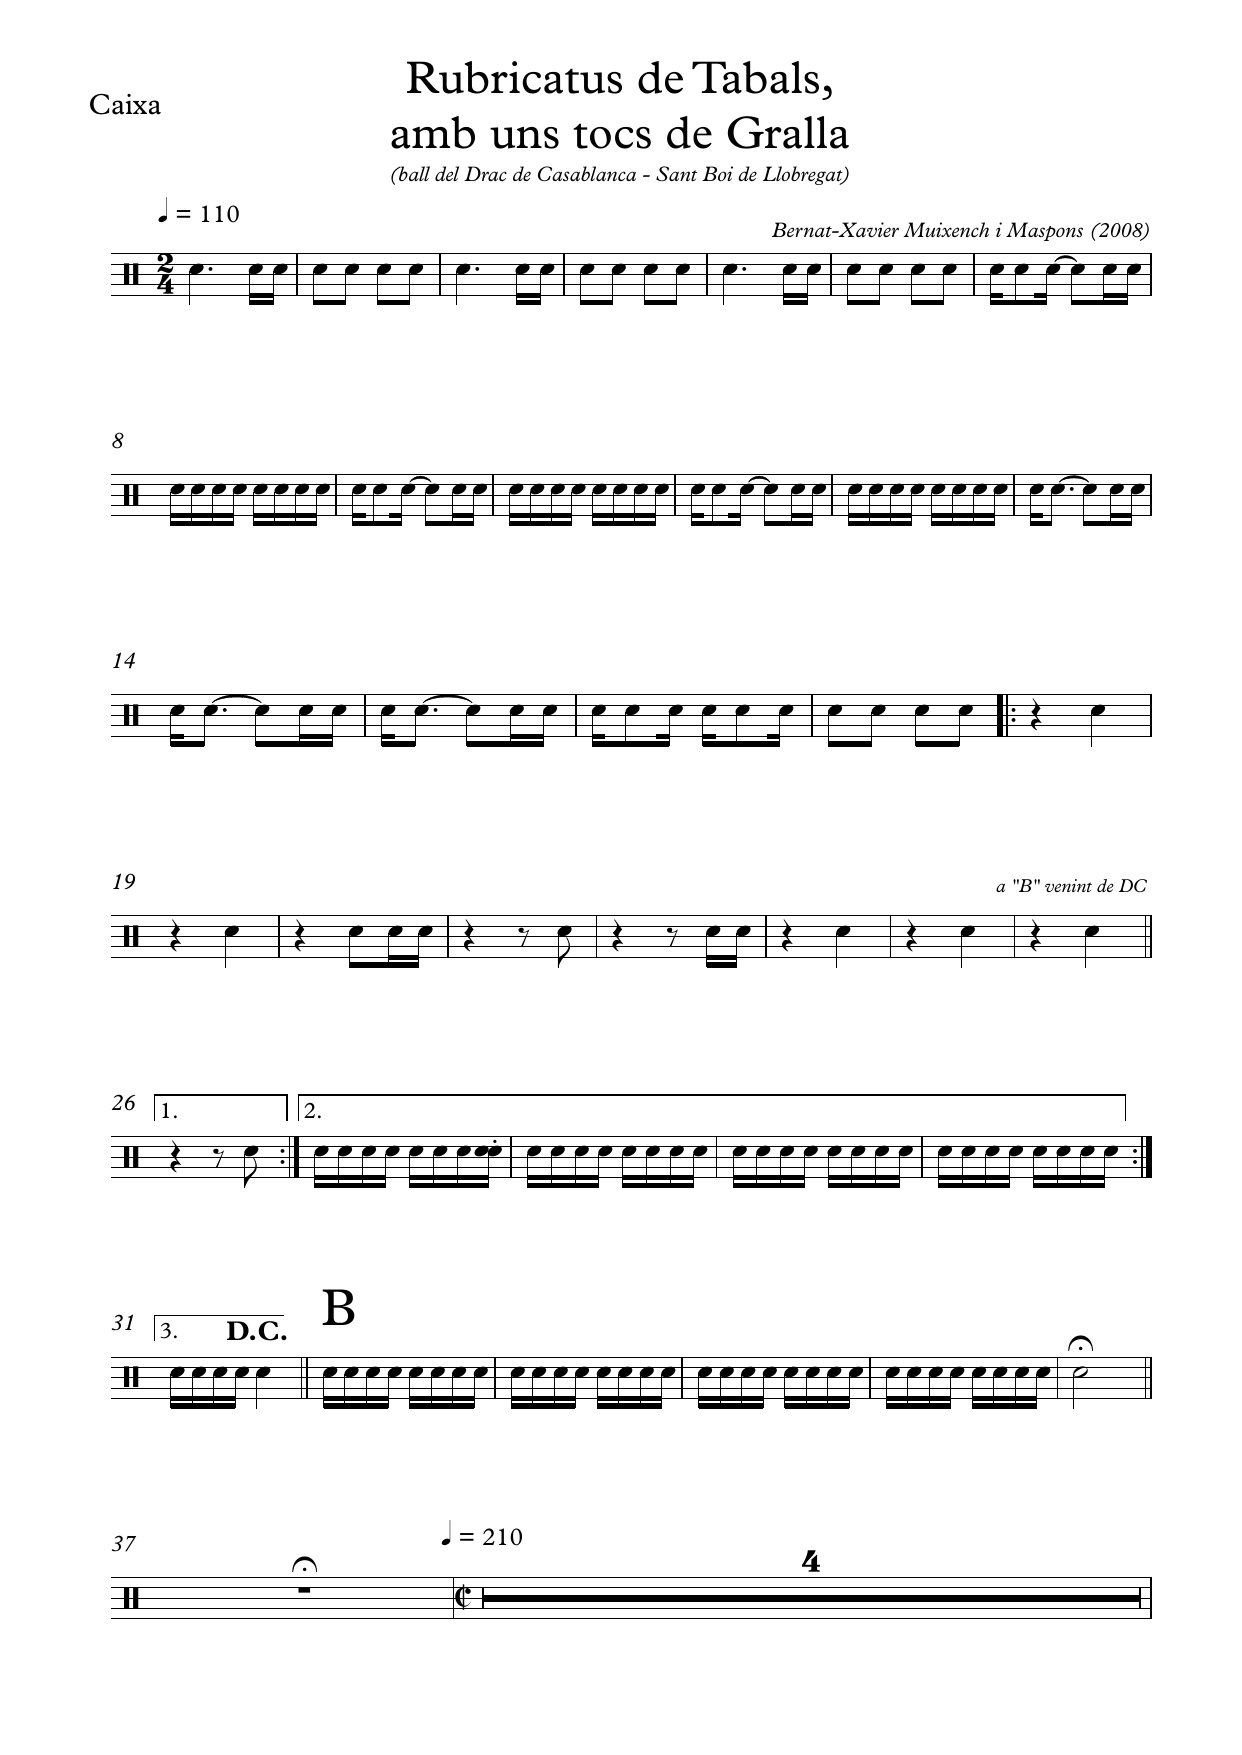 Caixa
Rubricatus de Tabals,
amb uns tocs de Gralla
(ball del Drac de Casablanca - Sant Boi de Llobregat)
♩ = 110
Bernat-Xavier Muixench i Maspons (2008)
2
4
8
14
19
a "B" venint de DC
26
1.
2.
31
3.
D.C.
B
37
♩ = 210
4